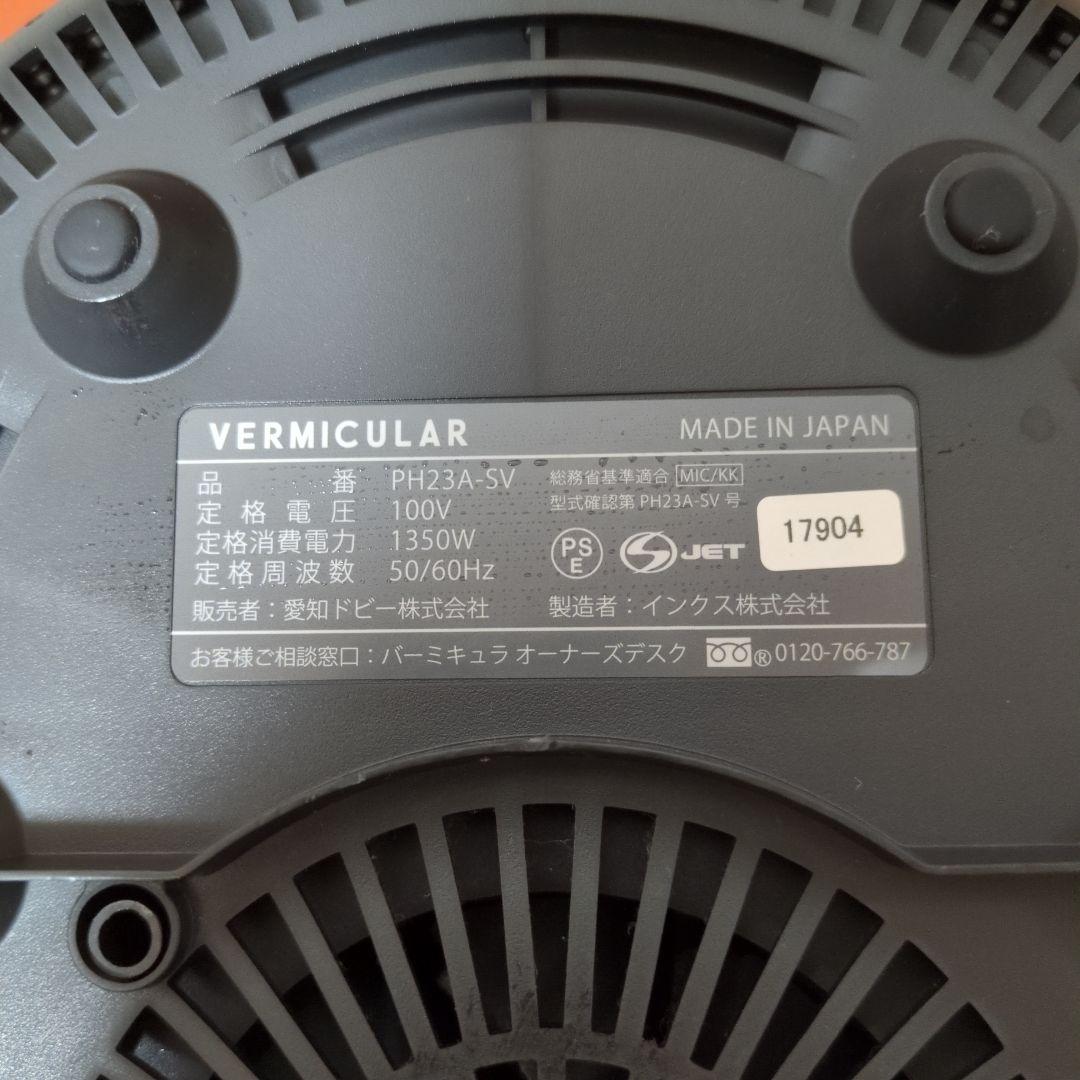 VERMICULAR MADE IN JAPAN
品番 PH23A-SV
定格電圧 100V
定格消費電力 1350W
定格周波数 50/60Hz
総務省基準適合 MIC/KK
型式確認第 PH23A-SV 号
PS E
S JET
17904
販売者：愛知ドビー株式会社 製造者：インクス株式会社
お客様ご相談窓口：バーミキュラ オーナーズデスク ® 0120-766-787